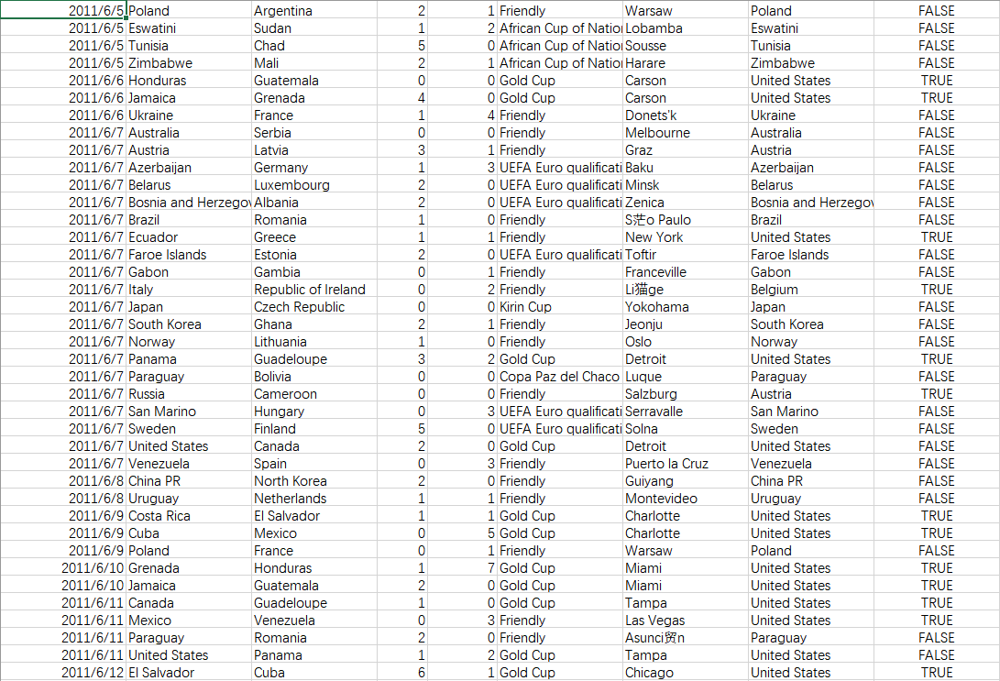 2011/6/5 Poland Argentina 2 1 Friendly Warsaw Poland FALSE
2011/6/5 Eswatini Sudan 1 2 African Cup of Natio Lobamba Eswatini FALSE
2011/6/5 Tunisia Chad 5 0 African Cup of Natio Sousse Tunisia FALSE
2011/6/5 Zimbabwe Mali 2 1 African Cup of Natio Harare Zimbabwe FALSE
2011/6/6 Honduras Guatemala 0 0 Gold Cup Carson United States TRUE
2011/6/6 Jamaica Grenada 4 0 Gold Cup Carson United States TRUE
2011/6/6 Ukraine France 1 4 Friendly Donets'k Ukraine FALSE
2011/6/7 Australia Serbia 0 0 Friendly Melbourne Australia FALSE
2011/6/7 Austria Latvia 3 1 Friendly Graz Austria FALSE
2011/6/7 Azerbaijan Germany 1 3 UEFA Euro qualificati Baku Azerbaijan FALSE
2011/6/7 Belarus Luxembourg 2 0 UEFA Euro qualificati Minsk Belarus FALSE
2011/6/7 Bosnia and Herzegov Albania 2 0 UEFA Euro qualificati Zenica Bosnia and Herzegov FALSE
2011/6/7 Brazil Romania 1 0 Friendly S茫o Paulo Brazil FALSE
2011/6/7 Ecuador Greece 1 1 Friendly New York United States TRUE
2011/6/7 Faroe Islands Estonia 2 0 UEFA Euro qualificati Toftir Faroe Islands FALSE
2011/6/7 Gabon Gambia 0 1 Friendly Franceville Gabon FALSE
2011/6/7 Italy Republic of Ireland 0 2 Friendly Li猫ge Belgium TRUE
2011/6/7 Japan Czech Republic 0 0 Kirin Cup Yokohama Japan FALSE
2011/6/7 South Korea Ghana 2 1 Friendly Jeonju South Korea FALSE
2011/6/7 Norway Lithuania 1 0 Friendly Oslo Norway FALSE
2011/6/7 Panama Guadeloupe 3 2 Gold Cup Detroit United States TRUE
2011/6/7 Paraguay Bolivia 0 0 Copa Paz del Chaco Luque Paraguay FALSE
2011/6/7 Russia Cameroon 0 0 Friendly Salzburg Austria TRUE
2011/6/7 San Marino Hungary 0 3 UEFA Euro qualificati Serravalle San Marino FALSE
2011/6/7 Sweden Finland 5 0 UEFA Euro qualificati Solna Sweden FALSE
2011/6/7 United States Canada 2 0 Gold Cup Detroit United States FALSE
2011/6/7 Venezuela Spain 0 3 Friendly Puerto la Cruz Venezuela FALSE
2011/6/8 China PR North Korea 2 0 Friendly Guiyang China PR FALSE
2011/6/8 Uruguay Netherlands 1 1 Friendly Montevideo Uruguay FALSE
2011/6/9 Costa Rica El Salvador 1 1 Gold Cup Charlotte United States TRUE
2011/6/9 Cuba Mexico 0 5 Gold Cup Charlotte United States TRUE
2011/6/9 Poland France 0 1 Friendly Warsaw Poland FALSE
2011/6/10 Grenada Honduras 1 7 Gold Cup Miami United States TRUE
2011/6/10 Jamaica Guatemala 2 0 Gold Cup Miami United States TRUE
2011/6/11 Canada Guadeloupe 1 0 Gold Cup Tampa United States TRUE
2011/6/11 Mexico Venezuela 0 3 Friendly Las Vegas United States TRUE
2011/6/11 Paraguay Romania 2 0 Friendly Asunci贸n Paraguay FALSE
2011/6/11 United States Panama 1 2 Gold Cup Tampa United States FALSE
2011/6/12 El Salvador Cuba 6 1 Gold Cup Chicago United States TRUE